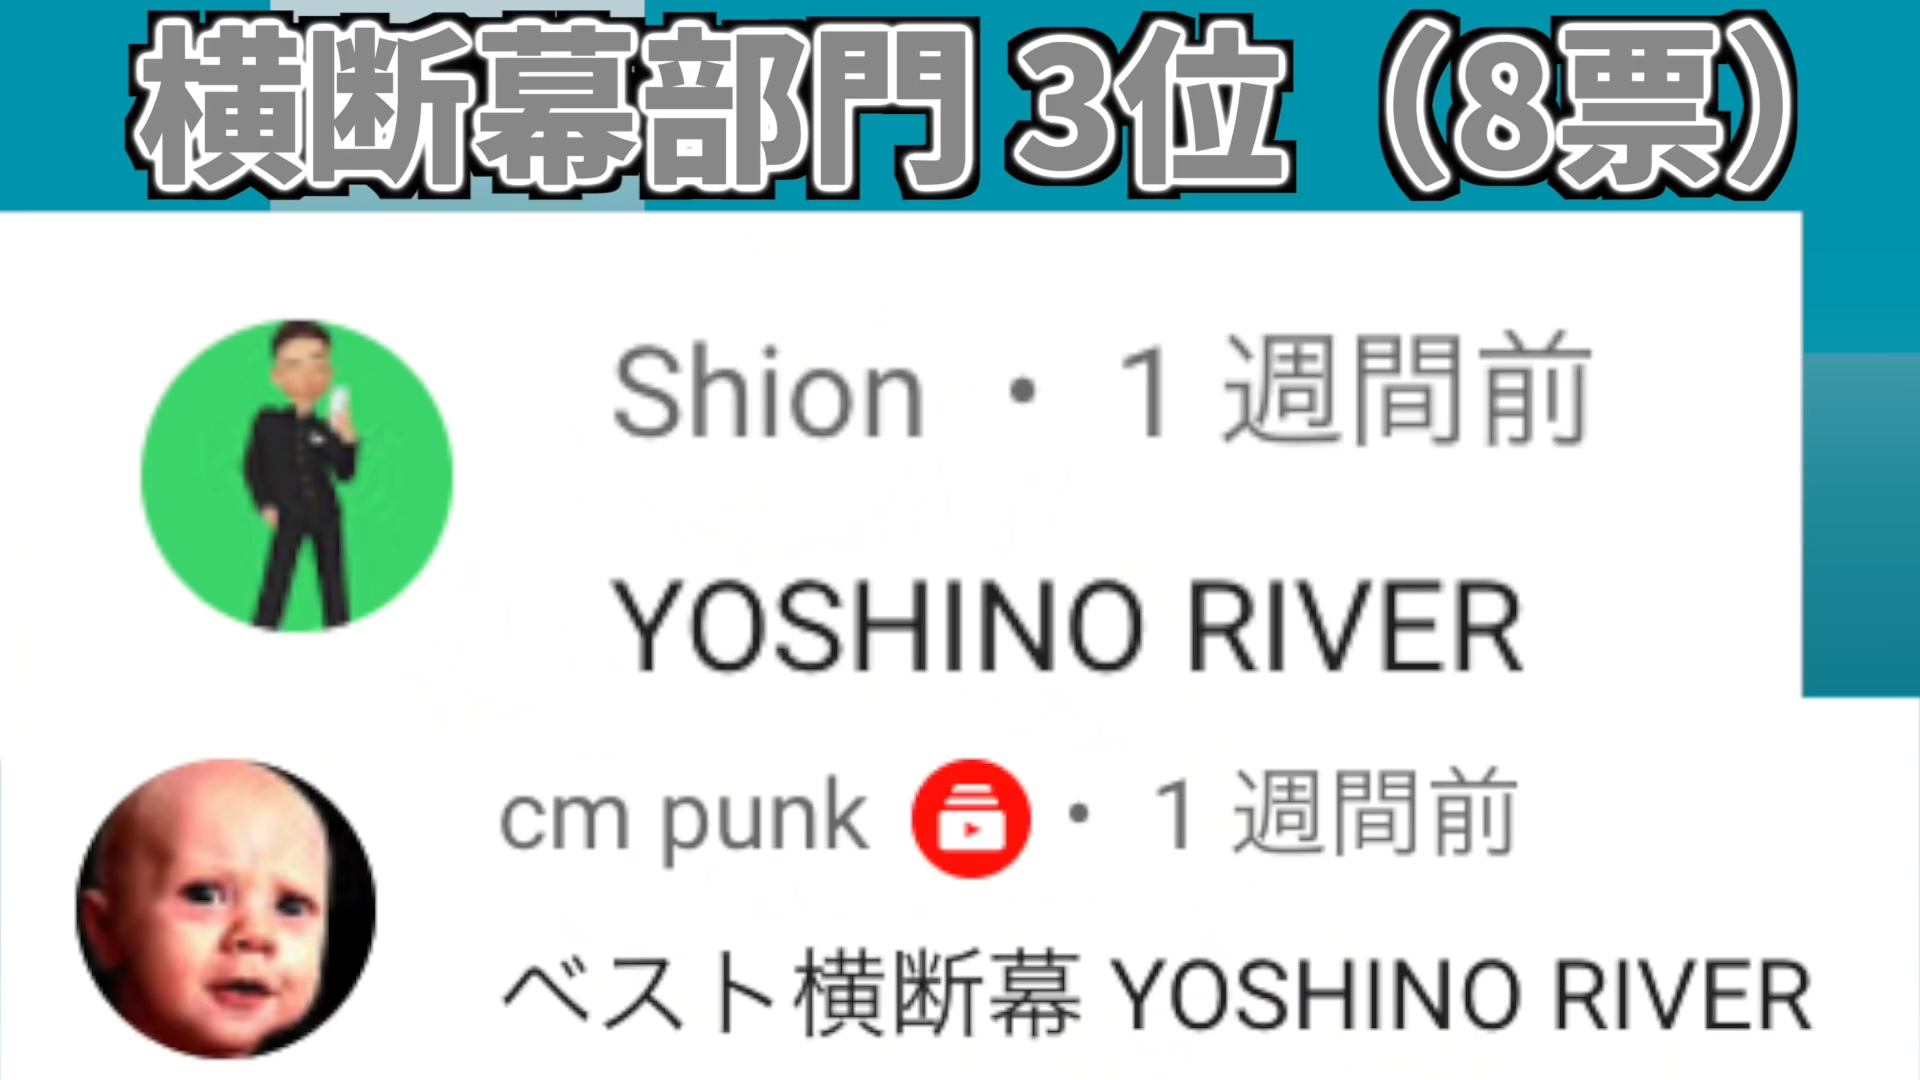 横断幕部門 3位（8票）
Shion ・ 1 週間前
YOSHINO RIVER
cm punk ・ 1 週間前
ベスト横断幕 YOSHINO RIVER